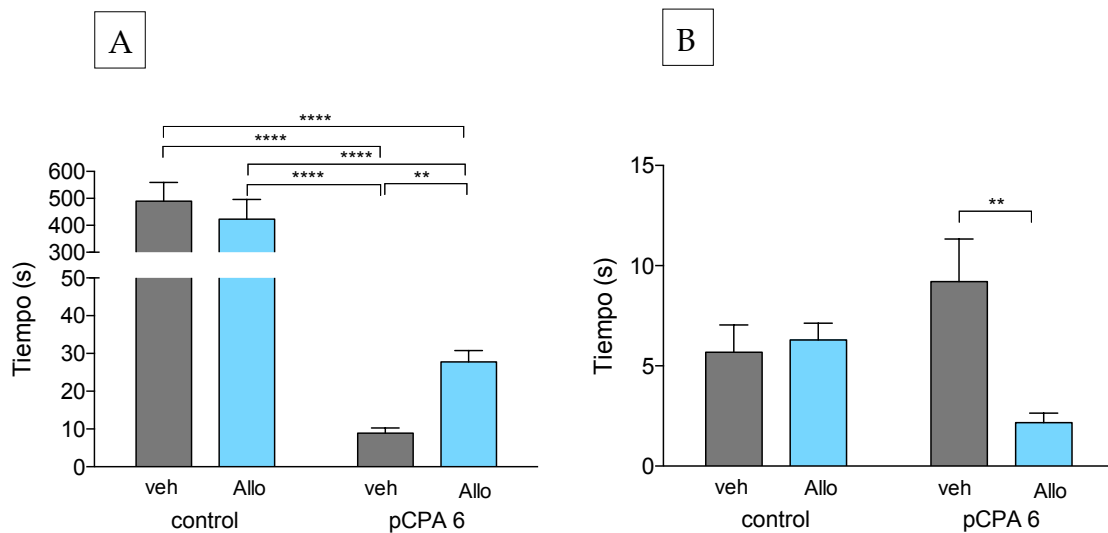 A
****
****
****
****
**
Tiempo (s)
600
500
400
300
50
40
30
20
10
0
veh
Allo
veh
Allo
control
pCPA 6
B
**
Tiempo (s)
15
10
5
0
veh
Allo
veh
Allo
control
pCPA 6